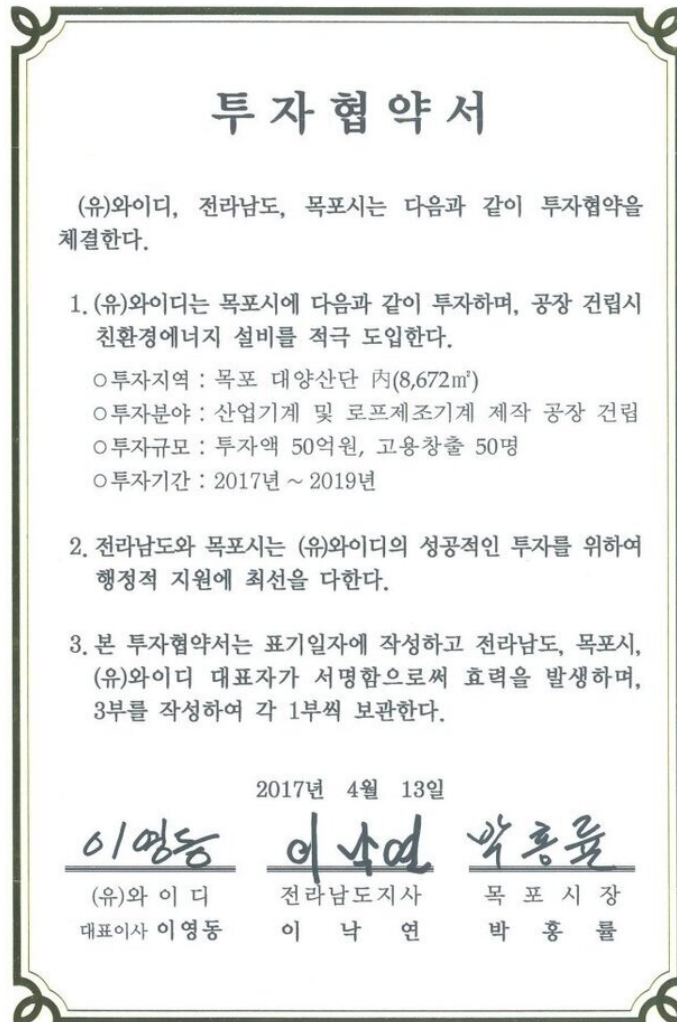 투자협약서
(유)와이디, 전라남도, 목포시는 다음과 같이 투자협약을
체결한다.
1. (유)와이디는 목포시에 다음과 같이 투자하며, 공장 건립시
친환경에너지 설비를 적극 도입한다.
○투자지역 : 목포 대양산단 內(8,672㎡)
○투자분야 : 산업기계 및 로프제조기계 제작 공장 건립
○투자규모 : 투자액 50억원, 고용창출 50명
○투자기간 : 2017년 ~ 2019년
2. 전라남도와 목포시는 (유)와이디의 성공적인 투자를 위하여
행정적 지원에 최선을 다한다.
3. 본 투자협약서는 표기일자에 작성하고 전라남도, 목포시,
(유)와이디 대표자가 서명함으로써 효력을 발생하며,
3부를 작성하여 각 1부씩 보관한다.
2017년 4월 13일
이영동 이낙연 박홍률
(유)와 이 디 전라남도지사 목 포 시 장
대표이사 이영동 이 낙 연 박 홍 률